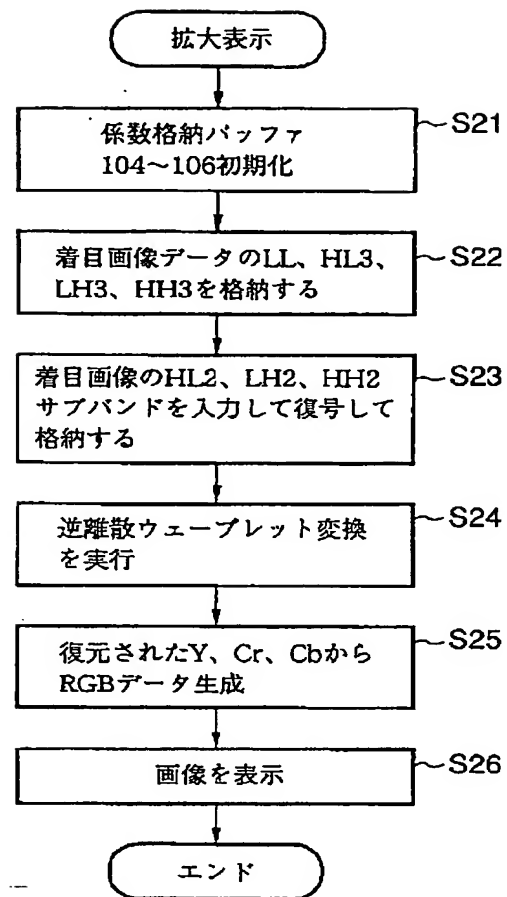 拡大表示
係数格納バッファ
104～106初期化
S21
着目画像データのLL、HL3、
LH3、HH3を格納する
S22
着目画像のHL2、LH2、HH2
サブバンドを入力して復号して
格納する
S23
逆離散ウェーブレット変換
を実行
S24
復元されたY、Cr、Cbから
RGBデータ生成
S25
画像を表示
S26
エンド